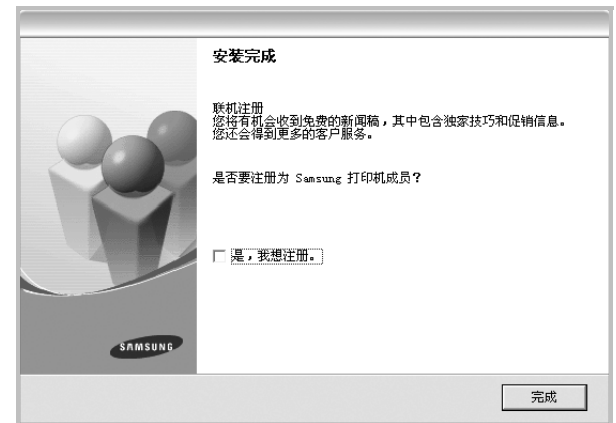 安装完成
联机注册
您将有机会收到免费的新闻稿，其中包含独家技巧和促销信息。
您还会得到更多的客户服务。
是否要注册为 Samsung 打印机成员？
是，我想注册。
SAMSUNG
完成